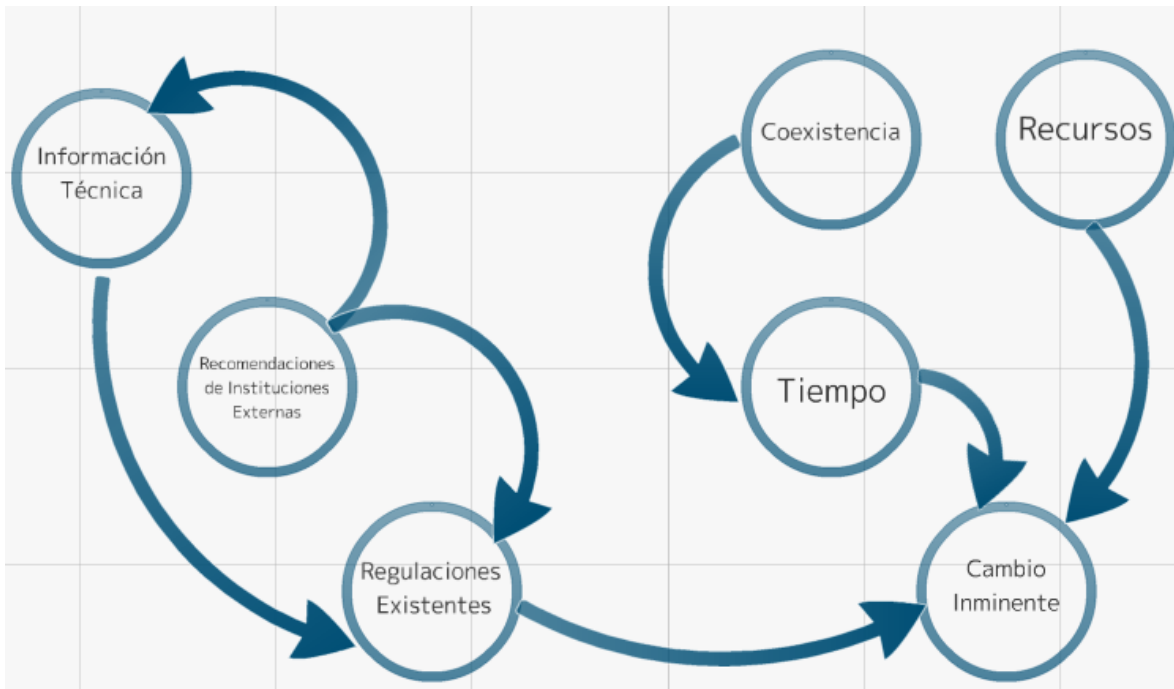 Información
Técnica
Recomendaciones
de Instituciones
Externas
Regulaciones
Existentes
Coexistencia
Recursos
Tiempo
Cambio
Inminente